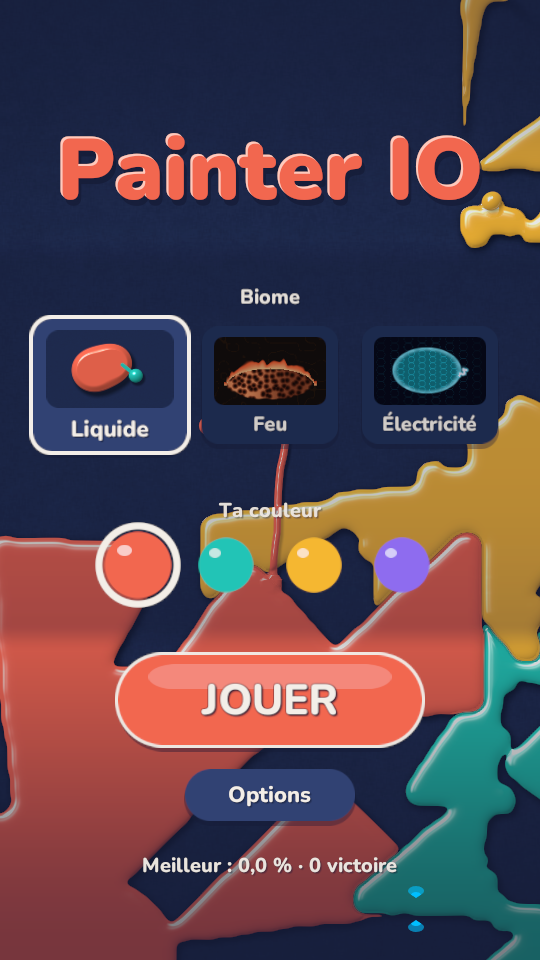 Painter IO
Biome
Liquide
Feu
Électricité
Ta couleur
JOUER
Options
Meilleur : 0,0 % · 0 victoire